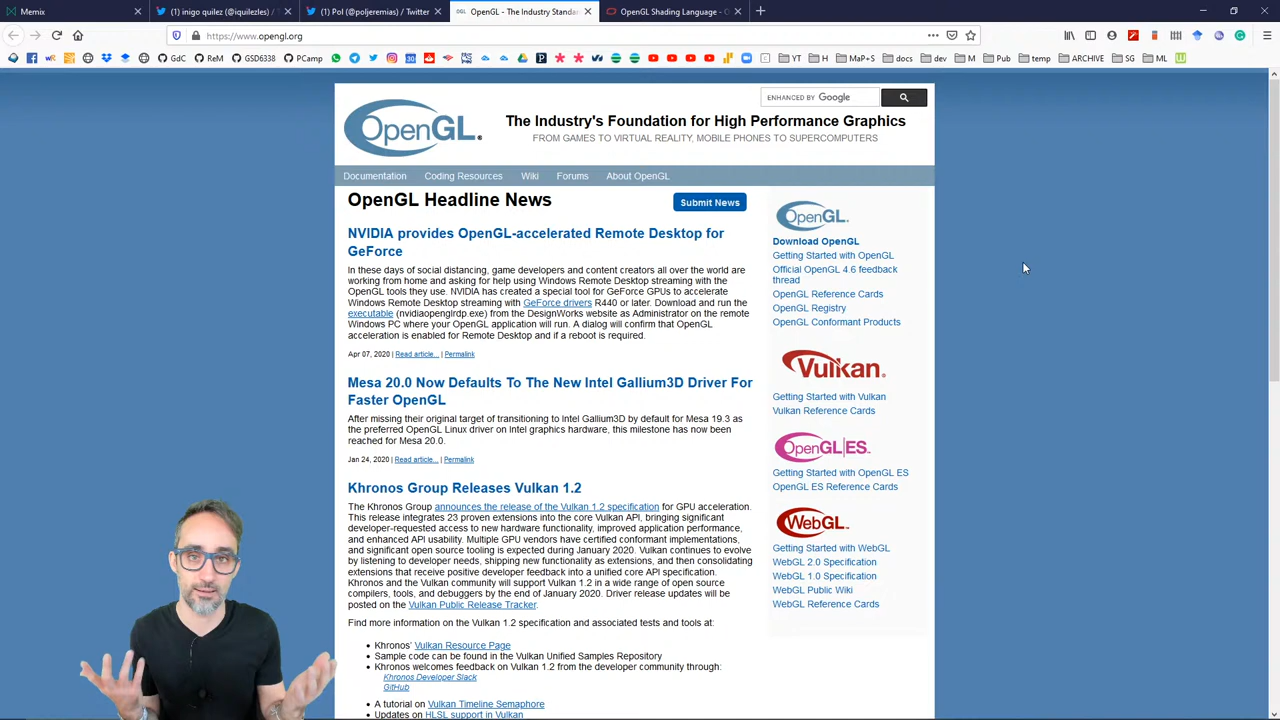 Memix
(1) inigo quilez (@iquilezles) | Twitter
(1) Pol (@poljeremias) / Twitter
OpenGL - The Industry Standa
OpenGL Shading Language - O
https://www.opengl.org
GdC
ReM
GSD6338
PCamp
YT
H
MaP+S
docs
dev
M
Pub
temp
ARCHIVE
SG
ML
OpenGL®
ENHANCED BY Google
The Industry's Foundation for High Performance Graphics
FROM GAMES TO VIRTUAL REALITY, MOBILE PHONES TO SUPERCOMPUTERS
Documentation Coding Resources Wiki Forums About OpenGL
OpenGL Headline News
Submit News
NVIDIA provides OpenGL-accelerated Remote Desktop for
GeForce
In these days of social distancing, game developers and content creators all over the world are
working from home and asking for help using Windows Remote Desktop streaming with the
OpenGL tools they use. NVIDIA has created a special tool for GeForce GPUs to accelerate
Windows Remote Desktop streaming with GeForce drivers R440 or later. Download and run the
executable (nvidiaopenglrdp.exe) from the DesignWorks website as Administrator on the remote
Windows PC where your OpenGL application will run. A dialog will confirm that OpenGL
acceleration is enabled for Remote Desktop and if a reboot is required.
Apr 07, 2020 | Read article... | Permalink
Mesa 20.0 Now Defaults To The New Intel Gallium3D Driver For
Faster OpenGL
After missing their original target of transitioning to Intel Gallium3D by default for Mesa 19.3 as
the preferred OpenGL Linux driver on Intel graphics hardware, this milestone has now been
reached for Mesa 20.0.
Jan 24, 2020 | Read article... | Permalink
Khronos Group Releases Vulkan 1.2
The Khronos Group announces the release of the Vulkan 1.2 specification for GPU acceleration.
This release integrates 23 proven extensions into the core Vulkan API, bringing significant
developer-requested access to new hardware functionality, improved application performance,
and enhanced API usability. Multiple GPU vendors have certified conformant implementations,
and significant open source tooling is expected during January 2020. Vulkan continues to evolve
by listening to developer needs, shipping new functionality as extensions, and then consolidating
extensions that receive positive developer feedback into a unified core API specification.
Khronos and the Vulkan community will support Vulkan 1.2 in a wide range of open source
compilers, tools, and debuggers by the end of January 2020. Driver release updates will be
posted on the Vulkan Public Release Tracker.
Find more information on the Vulkan 1.2 specification and associated tests and tools at:
• Khronos' Vulkan Resource Page
• Sample code can be found in the Vulkan Unified Samples Repository
• Khronos welcomes feedback on Vulkan 1.2 from the developer community through:
Khronos Developer Slack
GitHub
• A tutorial on Vulkan Timeline Semaphore
• Updates on HLSL support in Vulkan
OpenGL.
Download OpenGL
Getting Started with OpenGL
Official OpenGL 4.6 feedback
thread
OpenGL Reference Cards
OpenGL Registry
OpenGL Conformant Products
Vulkan.
Getting Started with Vulkan
Vulkan Reference Cards
OpenGL|ES.
Getting Started with OpenGL ES
OpenGL ES Reference Cards
WebGL.
Getting Started with WebGL
WebGL 2.0 Specification
WebGL 1.0 Specification
WebGL Public Wiki
WebGL Reference Cards